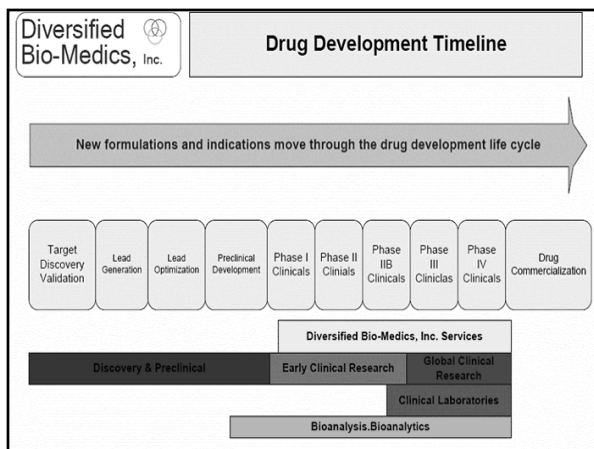 Diversified
Bio-Medics, Inc.
Drug Development Timeline
New formulations and indications move through the drug development life cycle
Target
Discovery
Validation
Lead
Generation
Lead
Optimization
Preclinical
Development
Phase I
Clinicals
Phase II
Clinials
Phase
IIB
Clinicals
Phase
III
Cliniclas
Phase
IV
Clinicals
Drug
Commercialization
Diversified Bio-Medics, Inc. Services
Discovery & Preclinical
Early Clinical Research
Global Clinical
Research
Clinical Laboratories
Bioanalysis.Bioanalytics